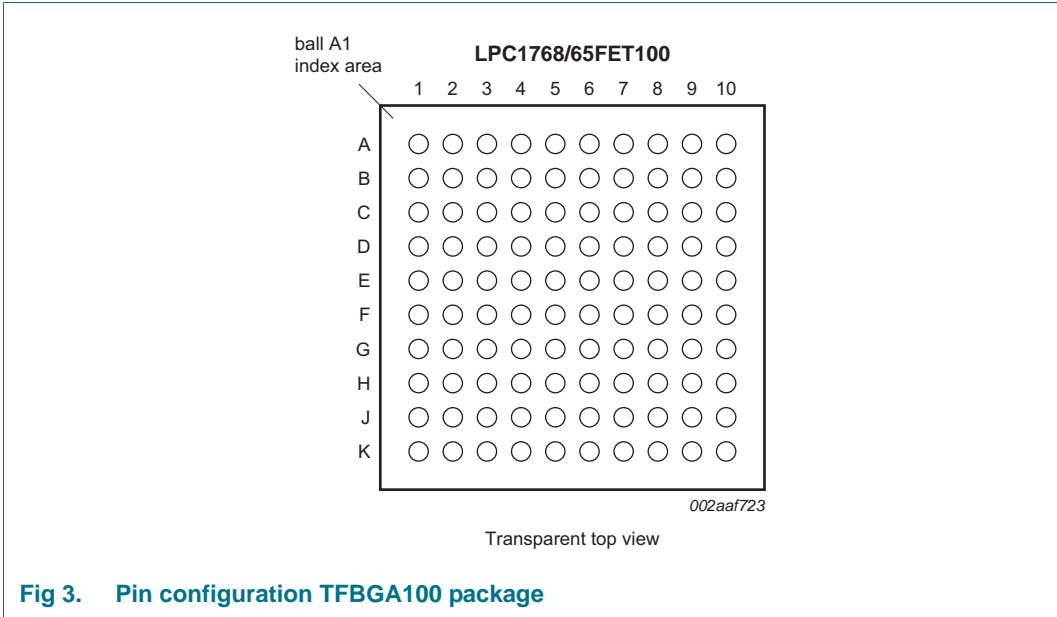 ball A1
index area
LPC1768/65FET100
1 2 3 4 5 6 7 8 9 10
A
B
C
D
E
F
G
H
J
K
002aaf723
Transparent top view
Fig 3. Pin configuration TFBGA100 package